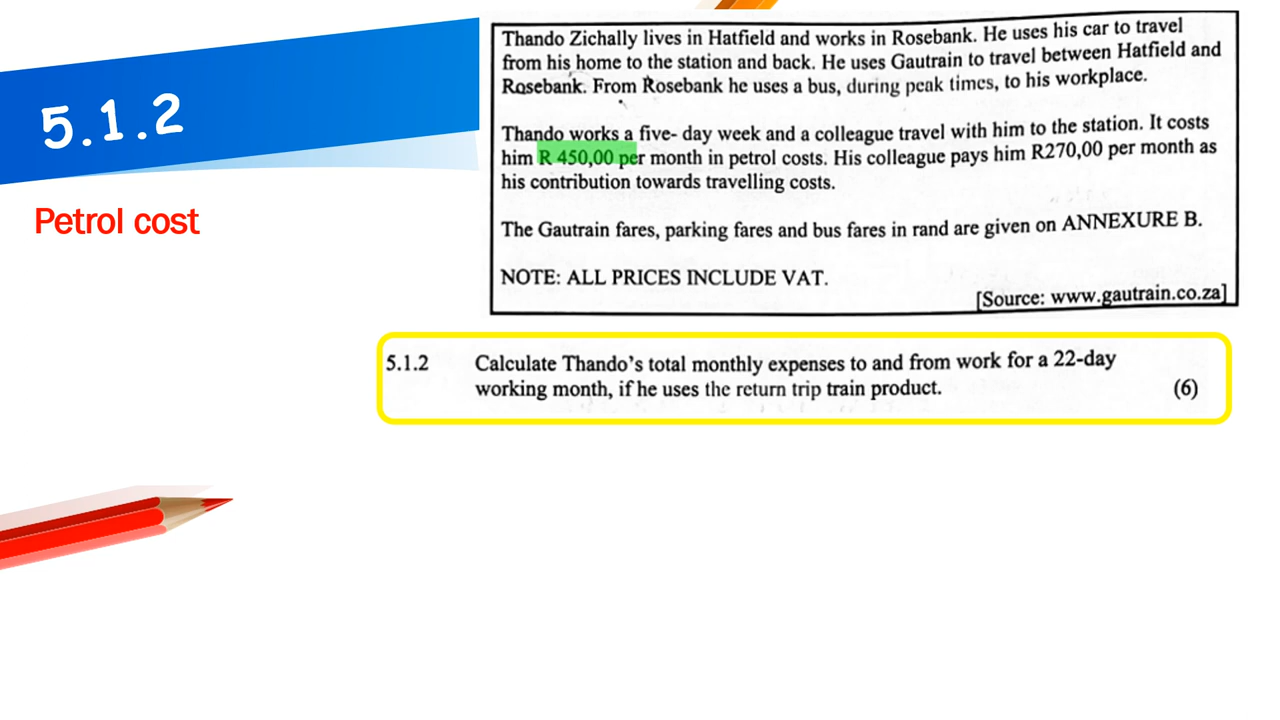 5.1.2
Petrol cost
Thando Zichally lives in Hatfield and works in Rosebank. He uses his car to travel
from his home to the station and back. He uses Gautrain to travel between Hatfield and
Rosebank. From Rosebank he uses a bus, during peak times, to his workplace.
Thando works a five- day week and a colleague travel with him to the station. It costs
him R 450,00 per month in petrol costs. His colleague pays him R270,00 per month as
his contribution towards travelling costs.
The Gautrain fares, parking fares and bus fares in rand are given on ANNEXURE B.
NOTE: ALL PRICES INCLUDE VAT.
[Source: www.gautrain.co.za]
5.1.2 Calculate Thando's total monthly expenses to and from work for a 22-day
working month, if he uses the return trip train product. (6)